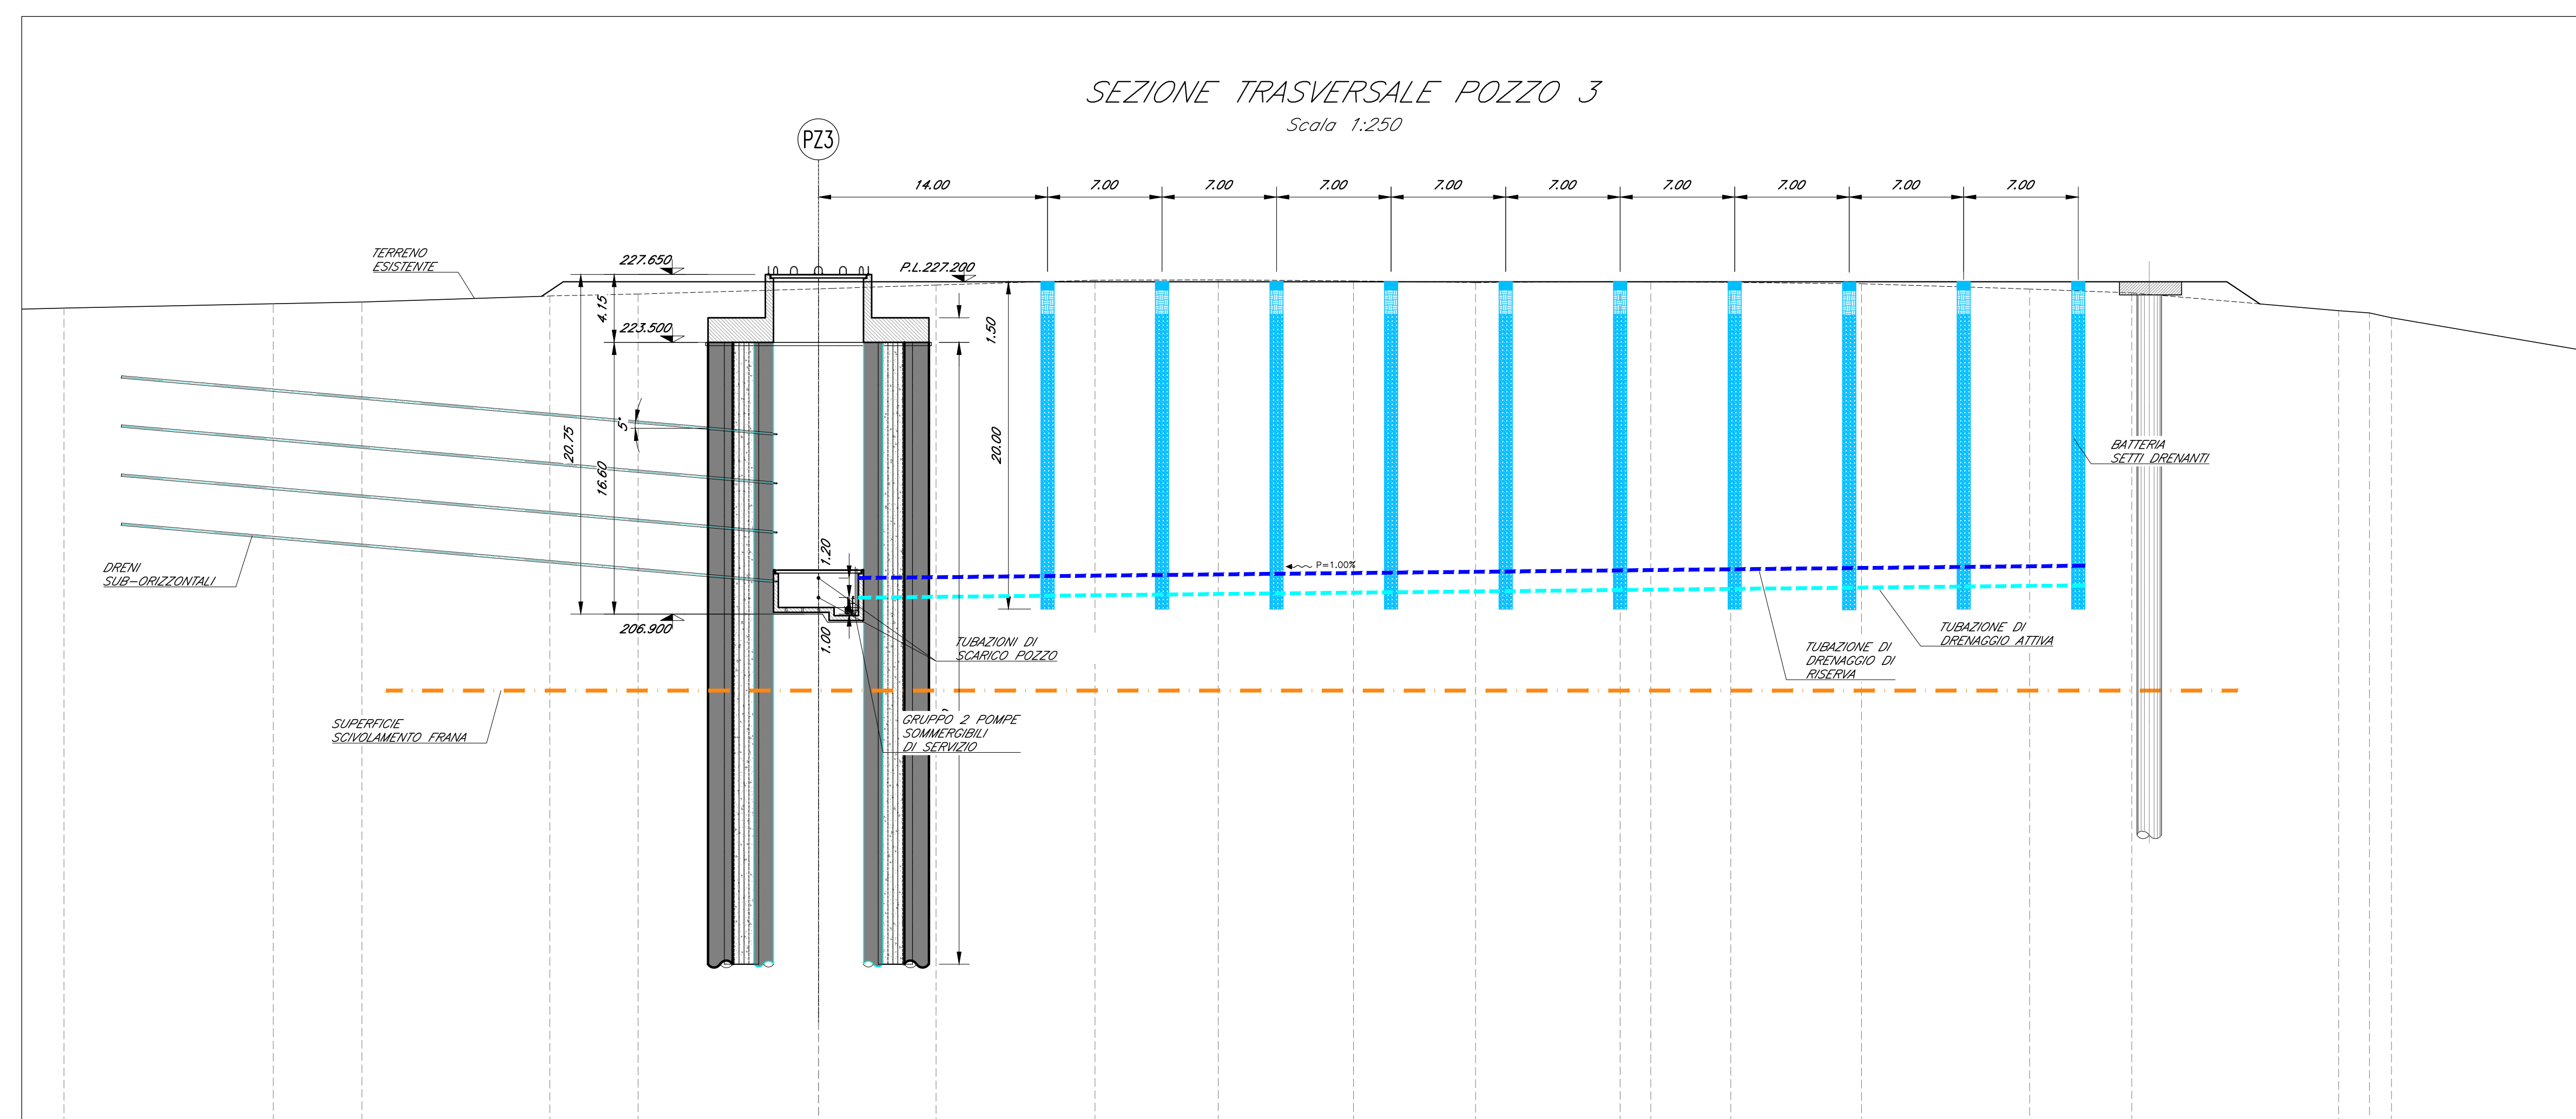 SEZIONE TRASVERSALE POZZO 3
Scala 1:250
PZ3
14.00
7.00
7.00
7.00
7.00
7.00
7.00
7.00
7.00
7.00
TERRENO
ESISTENTE
227.650
P.L.227.200
4.15
223.500
1.50
5°
20.75
16.60
20.00
BATTERIA
SETTI DRENANTI
1.20
P=1.00%
DRENI
SUB-ORIZZONTALI
206.900
1.00
TUBAZIONI DI
SCARICO POZZO
TUBAZIONE DI
DRENAGGIO ATTIVA
TUBAZIONE DI
DRENAGGIO DI
RISERVA
SUPERFICIE
SCIVOLAMENTO FRANA
GRUPPO 2 POMPE
SOMMERGIBILI
DI SERVIZIO